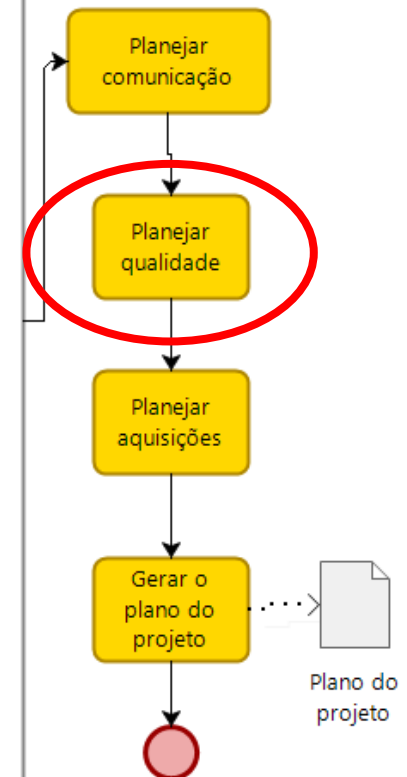 Planejar
comunicação
Planejar
qualidade
Planejar
aquisições
Gerar o
plano do
projeto
Plano do
projeto